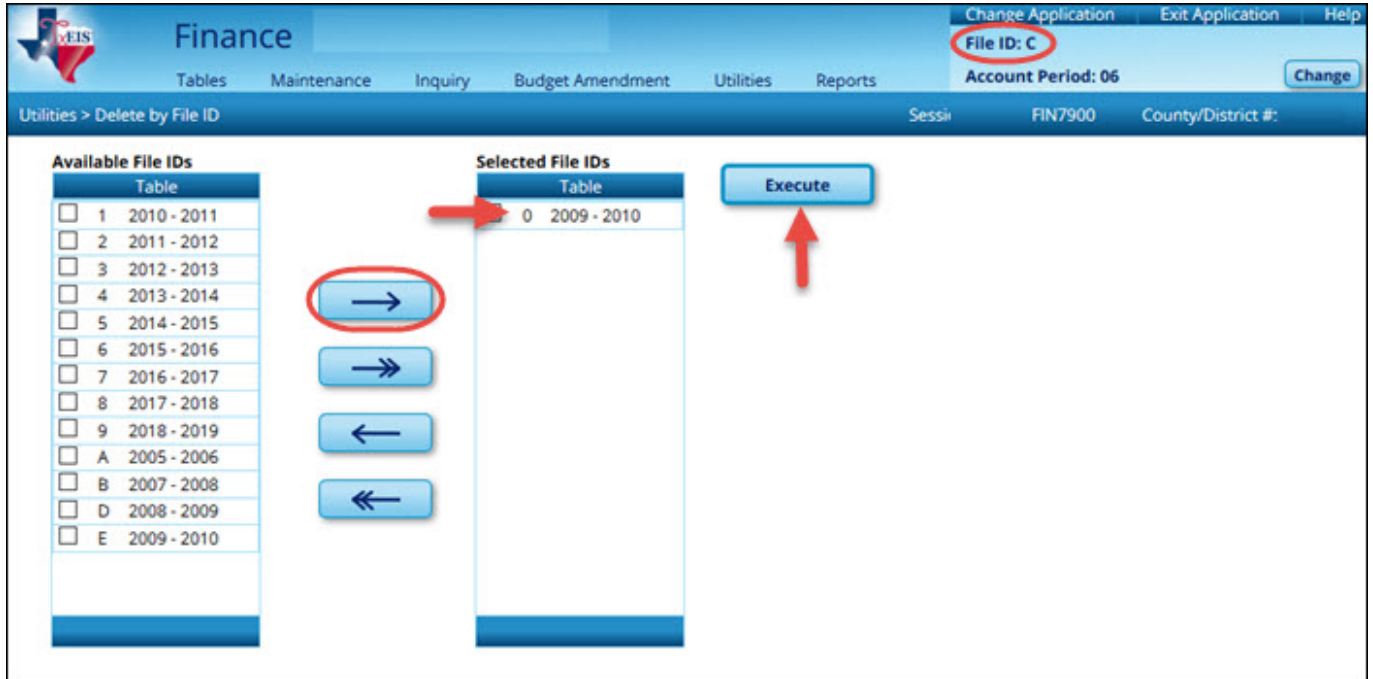 TxEIS
Finance
Change Application Exit Application Help
File ID: C
Tables Maintenance Inquiry Budget Amendment Utilities Reports
Account Period: 06
Change
Utilities > Delete by File ID
Sessi
FIN7900
County/District #:
Available File IDs
Table
1 2010 - 2011
2 2011 - 2012
3 2012 - 2013
4 2013 - 2014
5 2014 - 2015
6 2015 - 2016
7 2016 - 2017
8 2017 - 2018
9 2018 - 2019
A 2005 - 2006
B 2007 - 2008
D 2008 - 2009
E 2009 - 2010
Selected File IDs
Table
0 2009 - 2010
Execute